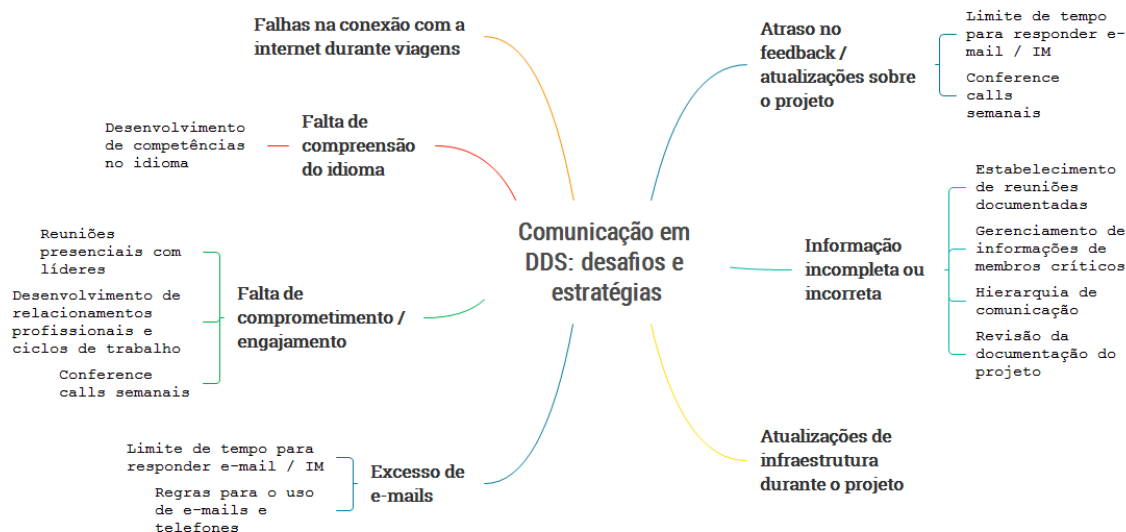 Comunicação em
DDS: desafios e
estratégias
Falhas na conexão com a
internet durante viagens
Falta de
compreensão
do idioma
Desenvolvimento
de competências
no idioma
Falta de
comprometimento /
engajamento
Reuniões
presenciais com
líderes
Desenvolvimento de
relacionamentos
profissionais e
ciclos de trabalho
Conference
calls semanais
Excesso de
e-mails
Limite de tempo para
responder e-mail / IM
Regras para o uso
de e-mails e
telefones
Atraso no
feedback /
atualizações sobre
o projeto
Limite de tempo
para responder e-
mail / IM
Conference
calls
semanais
Informação
incompleta ou
incorreta
Estabelecimento
de reuniões
documentadas
Gerenciamento de
informações de
membros críticos
Hierarquia de
comunicação
Revisão da
documentação do
projeto
Atualizações de
infraestrutura
durante o projeto